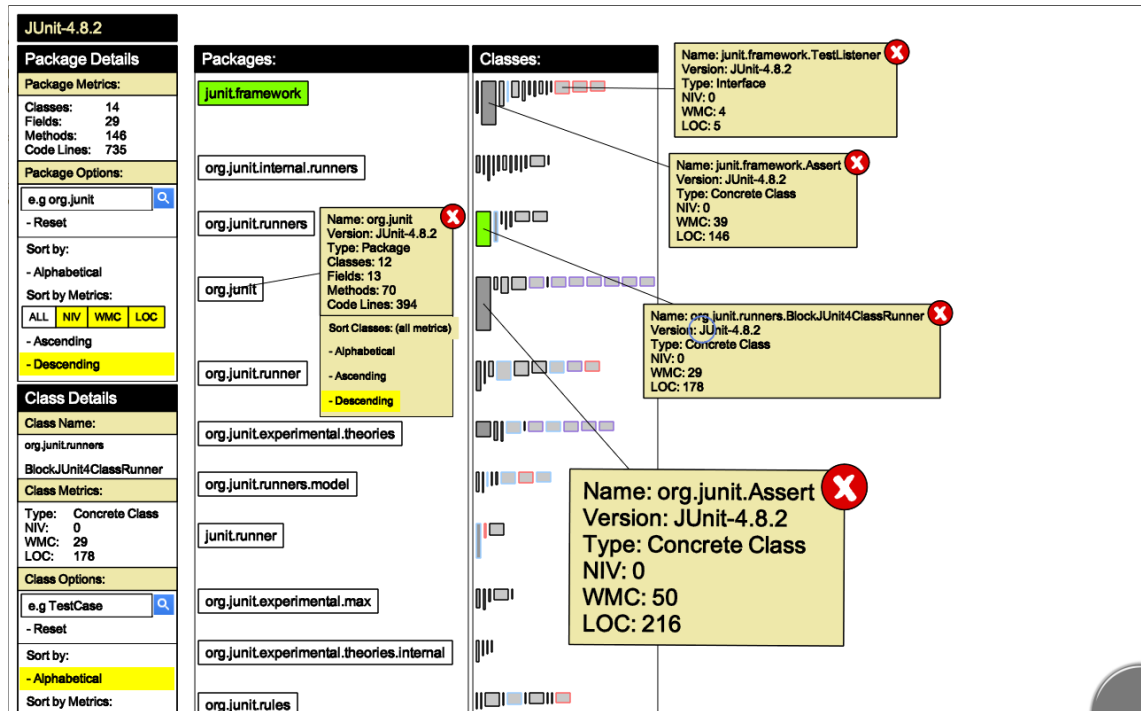 JUnit-4.8.2
Package Details
Package Metrics:
Classes: 14
Fields: 29
Methods: 146
Code Lines: 735
Package Options:
e.g org.junit
- Reset
Sort by:
- Alphabetical
Sort by Metrics:
ALL NIV WMC LOC
- Ascending
- Descending
Class Details
Class Name:
org.junit.runners
BlockJUnit4ClassRunner
Class Metrics:
Type: Concrete Class
NIV: 0
WMC: 29
LOC: 178
Class Options:
e.g TestCase
- Reset
Sort by:
- Alphabetical
Sort by Metrics:
Packages:
junit.framework
org.junit.internal.runners
org.junit.runners
org.junit
org.junit.runner
org.junit.experimental.theories
org.junit.runners.model
junit.runner
org.junit.experimental.max
org.junit.experimental.theories.internal
org.junit.rules
Name: org.junit
Version: JUnit-4.8.2
Type: Package
Classes: 12
Fields: 13
Methods: 70
Code Lines: 394
Sort Classes: (all metrics)
- Alphabetical
- Ascending
- Descending
Classes:
Name: junit.framework.TestListener
Version: JUnit-4.8.2
Type: Interface
NIV: 0
WMC: 4
LOC: 5
Name: junit.framework.Assert
Version: JUnit-4.8.2
Type: Concrete Class
NIV: 0
WMC: 39
LOC: 146
Name: org.junit.runners.BlockJUnit4ClassRunner
Version: JUnit-4.8.2
Type: Concrete Class
NIV: 0
WMC: 29
LOC: 178
Name: org.junit.Assert
Version: JUnit-4.8.2
Type: Concrete Class
NIV: 0
WMC: 50
LOC: 216